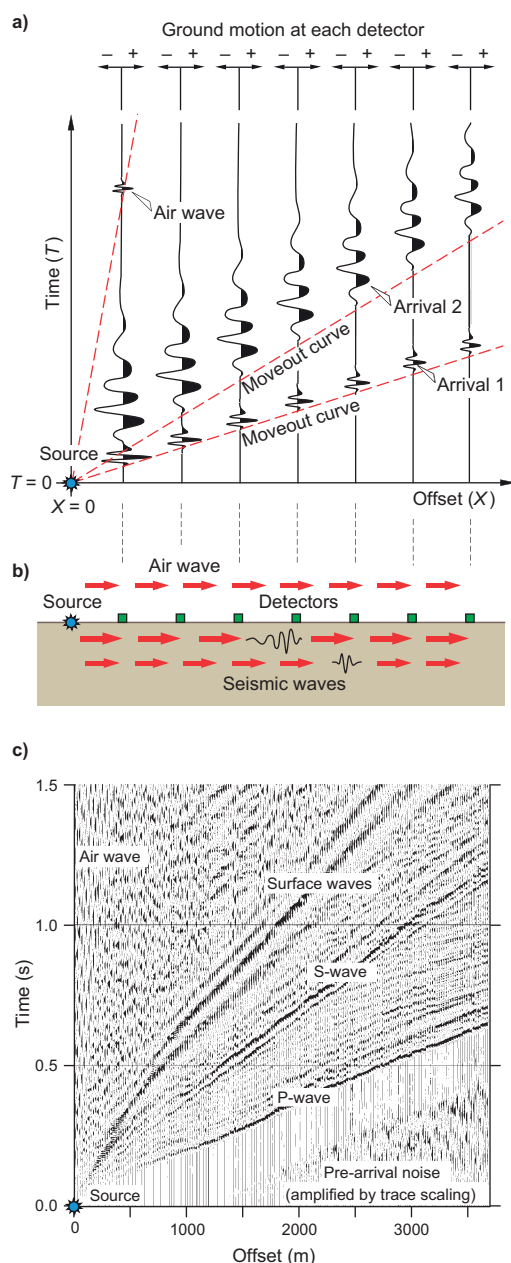 a)
Ground motion at each detector
– + – + – + – + – + – + – +
Air wave
Time (T)
Arrival 2
Moveout curve
Arrival 1
Moveout curve
Source
T = 0
X = 0
Offset (X)
b)
Air wave
Source
Detectors
Seismic waves
c)
1.5
Air wave
Surface waves
1.0
S-wave
Time (s)
0.5
P-wave
Pre-arrival noise
(amplified by trace scaling)
Source
0.0
0 1000 2000 3000
Offset (m)